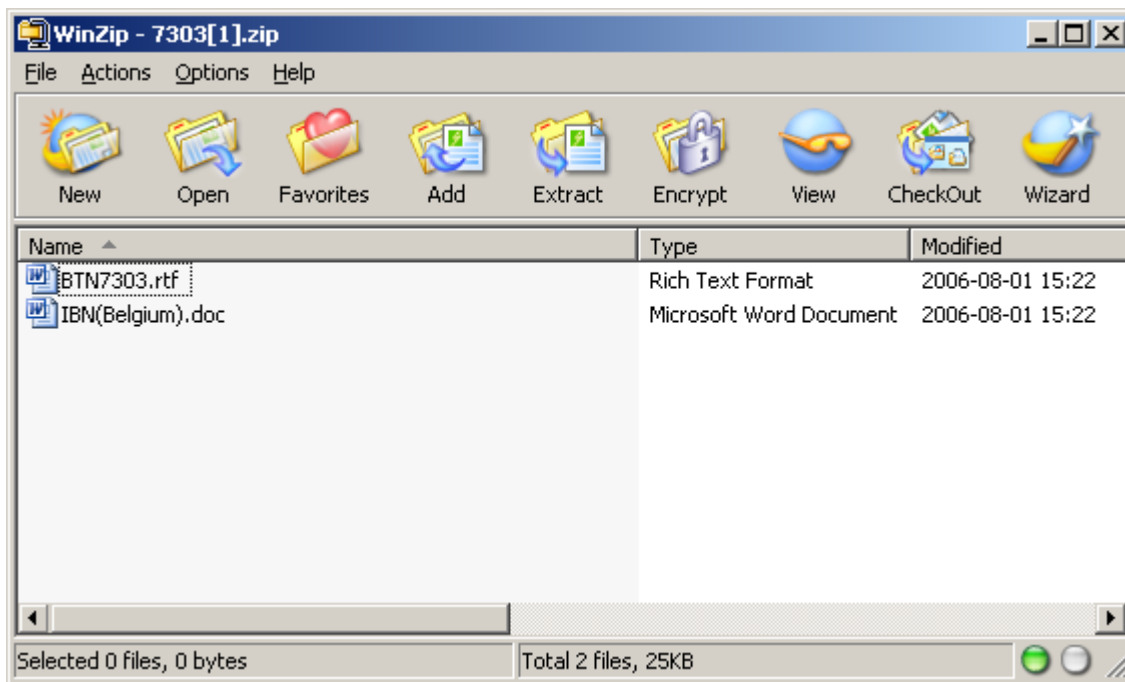 WinZip - 7303[1].zip
File Actions Options Help
New Open Favorites Add Extract Encrypt View CheckOut Wizard
Name Type Modified
BTN7303.rtf Rich Text Format 2006-08-01 15:22
IBN(Belgium).doc Microsoft Word Document 2006-08-01 15:22
Selected 0 files, 0 bytes Total 2 files, 25KB